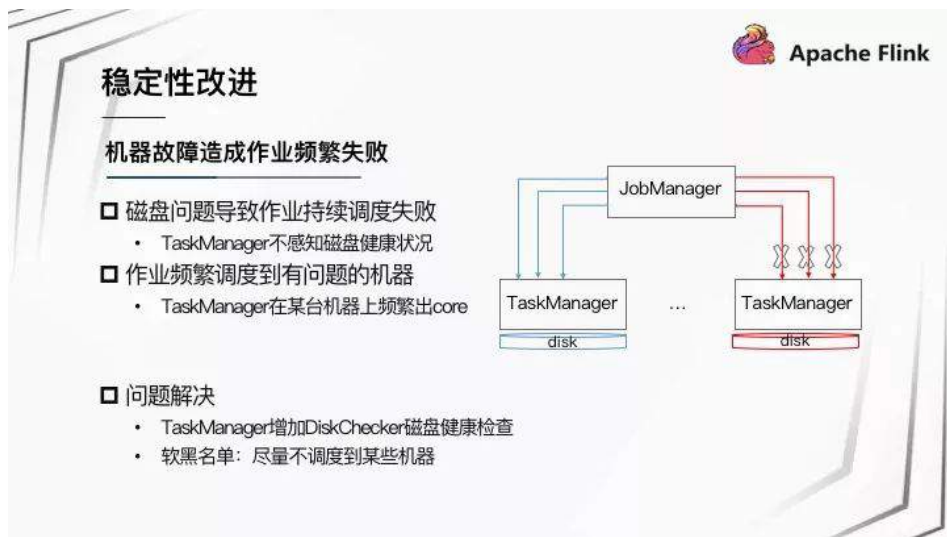 Apache Flink
稳定性改进
机器故障造成作业频繁失败
磁盘问题导致作业持续调度失败
TaskManager不感知磁盘健康状况
作业频繁调度到有问题的机器
TaskManager在某台机器上频繁出core
问题解决
TaskManager增加DiskChecker磁盘健康检查
软黑名单：尽量不调度到某些机器
JobManager
TaskManager
...
TaskManager
disk
disk